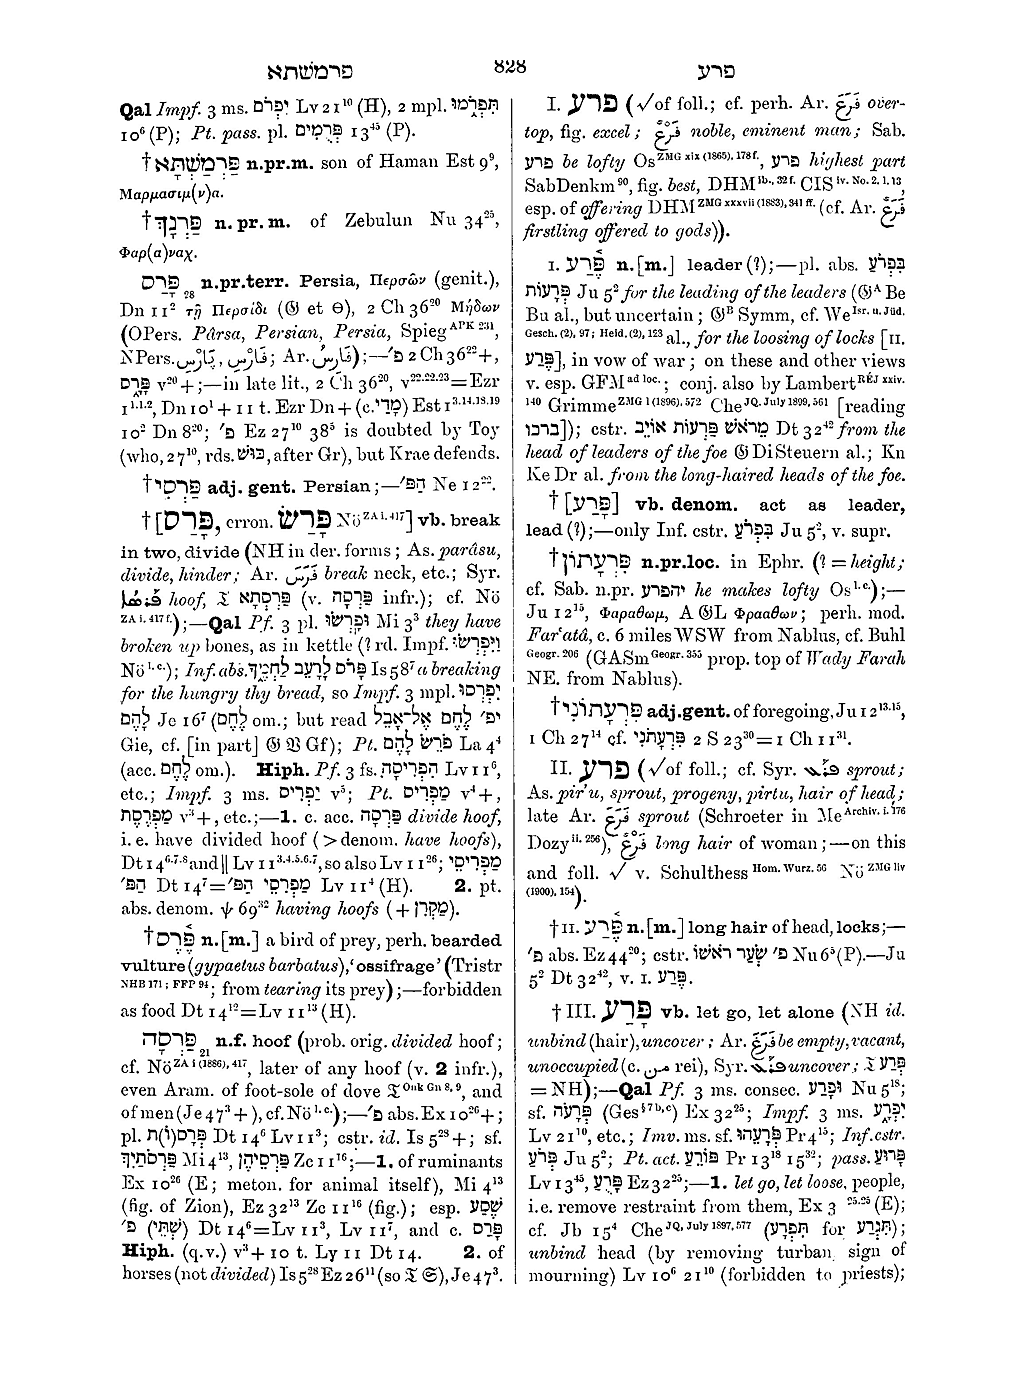 פרמשתא 828 פרע
Qal Impf. 3 ms. יִפְרֹם Lv 21¹⁰ (H), 2 mpl. תִּפְרֹמוּ
10⁶ (P); Pt. pass. pl. פְּרֻמִים 13⁴⁵ (P).
†פַּרְמַשְׁתָּא n.pr.m. son of Haman Est 9⁹,
Μαρμασιμ(ν)α.
†פַּרְנָךְ n.pr.m. of Zebulun Nu 34²⁵,
Φαρ(α)ναχ.
פָּרַס ₂₈ n.pr.terr. Persia, Περσῶν (genit.),
Dn 11² τῇ Περσίδι (𝔊 et Θ), 2 Ch 36²⁰ Μήδων
(OPers. Pârsa, Persian, Persia, Spieg ᴬᴾᴷ ²³¹,
NPers. پارس, پارْس; Ar. فارس);—פ׳ 2 Ch 36²²+,
פָּרָס v²⁰+;—in late lit., 2 Ch 36²⁰, v²²·²²·²³=Ezr
1¹·¹·², Dn 10¹ + 11 t. Ezr Dn + (c. מָדַי) Est 1³·¹⁴·¹⁸·¹⁹
10² Dn 8²⁰; פ׳ Ez 27¹⁰ 38⁵ is doubted by Toy
(who, 27¹⁰, rds. כּוּשׁ, after Gr), but Krae defends.
†פַּרְסִי adj. gent. Persian;—הַפּ׳ Ne 12²².
†[פָּרַס, erron. פָּרַשׂ Nö ᶻᴬ ⁱ· ⁴¹⁷] vb. break
in two, divide (NH in der. forms; As. parâsu,
divide, hinder; Ar. فَرَسَ break neck, etc.; Syr.
hoof, 𝔗 פַּרְסְתָא (v. פַּרְסָה infr.); cf. Nö
ᶻᴬ ⁱ· ⁴¹⁷ ᶠ·);—Qal Pf. 3 pl. וּפָֽרְשׂוּ Mi 3³ they have
broken up bones, as in kettle (? rd. Impf. וַיִּפְרְשׂוּ
Nö ˡ·ᶜ·); Inf. abs. פָּרֹס לָרָעֵב לַחְמֶךָ Is 58⁷ a breaking
for the hungry thy bread, so Impf. 3 mpl. יִפְרְסוּ
לָהֶם Je 16⁷ (לֶחֶם om.; but read יפ׳ לֶחֶם אֶל־אָבֵל
Gie, cf. [in part] 𝔊 𝔙 Gf); Pt. פֹּרֵשׂ לָהֶם La 4⁴
(acc. לֶחֶם om.). Hiph. Pf. 3 fs. הִפְרִיסָה Lv 11⁶,
etc.; Impf. 3 ms. יַפְרִיס v⁵; Pt. מַפְרִיס v⁴+,
מַפְרֶסֶת v³+, etc.;—1. c. acc. פַּרְסָה divide hoof,
i.e. have divided hoof (> denom. have hoofs),
Dt 14⁶·⁷·⁸ and || Lv 11³·⁴·⁵·⁶·⁷, so also Lv 11²⁶; מַפְרִיסֵי
הַפּ׳ Dt 14⁷=מַפְרִסֵי הַפּ׳ Lv 11⁴ (H). 2. pt.
abs. denom. ψ 69³² having hoofs (+ מַקְרִן).
†פֶּרֶס n.[m.] a bird of prey, perh. bearded
vulture (gypaetus barbatus), ‘ossifrage’ (Tristr
ᴺᴴᴮ ¹⁷¹; ᶠᶠᴾ ⁹⁴; from tearing its prey);—forbidden
as food Dt 14¹²=Lv 11¹³ (H).
פַּרְסָה ₂₁ n.f. hoof (prob. orig. divided hoof;
cf. Nö ᶻᴬ ⁱ ⁽¹⁸⁸⁶⁾, ⁴¹⁷, later of any hoof (v. 2 infr.),
even Aram. of foot-sole of dove 𝔗 ᴼⁿᵏ ᴳⁿ ⁸, ⁹, and
of men (Je 47³+), cf. Nö ˡ·ᶜ·);—פ׳ abs. Ex 10²⁶+;
pl. פְּרָס(וֹ)ת Dt 14⁶ Lv 11³; cstr. id. Is 5²⁸+; sf.
פַּרְסֹתַיִךְ Mi 4¹³, פַּרְסֵיהֶן Zc 11¹⁶;—1. of ruminants
Ex 10²⁶ (E; meton. for animal itself), Mi 4¹³
(fig. of Zion), Ez 32¹³ Zc 11¹⁶ (fig.); esp. שֶׁסַע
פ׳ (שְׁתֵּי) Dt 14⁶=Lv 11³, Lv 11⁷, and c. פָּרַס
Hiph. (q.v.) v³+ 10 t. Lv 11 Dt 14. 2. of
horses (not divided) Is 5²⁸ Ez 26¹¹ (so 𝔗 𝔖), Je 47³.
I. פרע (√ of foll.; cf. perh. Ar. فَرَعَ over-
top, fig. excel; فَرْعٌ noble, eminent man; Sab.
פרע be lofty Os ᶻᴹᴳ ˣⁱˣ ⁽¹⁸⁶⁵⁾, ¹⁷⁸ ᶠ·, פרע highest part
SabDenkm ⁹⁰, fig. best, DHM ⁱᵇ·, ³² ᶠ· CIS ⁱᵛ· ᴺᵒ· ², ¹, ¹³,
esp. of offering DHM ᶻᴹᴳ ˣˣˣᵛⁱⁱ ⁽¹⁸⁸³⁾, ³⁴¹ ᶠᶠ· (cf. Ar. فَرَعٌ
firstling offered to gods)).
I. פֶּרַע n.[m.] leader (?);—pl. abs. בִּפְרֹעַ
פְּרָעוֹת Ju 5² for the leading of the leaders (𝔊ᴬ Be
Bu al., but uncertain; 𝔊ᴮ Symm, cf. We ᴵˢʳ· ᵘ· ᴶüᵈ·
ᴳᵉˢᶜʰ· ⁽²⁾, ⁹⁷; ᴴᵉˡᵈ· ⁽²⁾, ¹²³ al., for the loosing of locks [II.
פֶּרַע], in vow of war; on these and other views
v. esp. GFM ᵃᵈ ˡᵒᶜ·; conj. also by Lambert ᴿÉᴶ ˣˣⁱᵛ·
¹⁴⁰ Grimme ᶻᴹᴳ ˡ ⁽¹⁸⁹⁶⁾, ⁵⁷² Che ᴶQ, ᴶᵘˡʸ ¹⁸⁹⁹, ⁵⁶¹ [reading
ברכו]); cstr. מֵרֹאשׁ פַּרְעוֹת אוֹיֵב Dt 32⁴² from the
head of leaders of the foe 𝔊 Di Steuern al.; Kn
Ke Dr al. from the long-haired heads of the foe.
†[פָּרַע] vb. denom. act as leader,
lead (?);—only Inf. cstr. בִּפְרֹעַ Ju 5², v. supr.
†פִּרְעָתוֹן n.pr.loc. in Ephr. (? = height;
cf. Sab. n.pr. יהפרע he makes lofty Os ˡ·ᶜ·);—
Ju 12¹⁵, Φαραθωμ, A 𝔊L Φρααθων; perh. mod.
Farʿatâ, c. 6 miles WSW from Nablus, cf. Buhl
ᴳᵉᵒᵍʳ· ²⁰⁶ (GASm ᴳᵉᵒᵍʳ· ³⁵⁵ prop. top of Wady Farah
NE. from Nablus).
†פִּרְעָתוֹנִי adj.gent. of foregoing, Ju 12¹³·¹⁵,
1 Ch 27¹⁴ cf. פִּרְעָתֹנִי 2 S 23³⁰=1 Ch 11³¹.
II. פרע (√ of foll.; cf. Syr. sprout;
As. pirʾu, sprout, progeny, pirtu, hair of head;
late Ar. فَرَعَ sprout (Schroeter in Me ᴬʳᶜʰⁱᵛ· ⁱ· ¹⁷⁶
Dozy ⁱⁱ· ²⁵⁶), فَرْعٌ long hair of woman;—on this
and foll. √ v. Schulthess ᴴᵒᵐ· ᵂᵘʳᶻ· ⁵⁶ Nö ᶻᴹᴳ ˡⁱᵛ
⁽¹⁹⁰⁰⁾, ¹⁵⁴).
†II. פֶּרַע n.[m.] long hair of head, locks;—
פ׳ abs. Ez 44²⁰; cstr. פ׳ שְׂעַר רֹאשׁוֹ Nu 6⁵ (P).—Ju
5² Dt 32⁴², v. I. פֶּרַע.
†III. פָּרַע vb. let go, let alone (NH id.
unbind (hair), uncover; Ar. فَرَغَ be empty, vacant,
unoccupied (c. من rei), Syr. uncover; 𝔗 פְּרַע
= NH);—Qal Pf. 3 ms. consec. וּפָרַע Nu 5¹⁸;
sf. פְּרָעֹה (Ges §⁷ᵇ,ᶜ) Ex 32²⁵; Impf. 3 ms. יִפְרָע
Lv 21¹⁰, etc.; Imv. ms. sf. פְּרָעֵהוּ Pr 4¹⁵; Inf. cstr.
פְּרֹעַ Ju 5²; Pt. act. פּוֹרֵעַ Pr 13¹⁸ 15³²; pass. פָּרוּעַ
Lv 13⁴⁵, פָּרֻעַ Ez 32²⁵;—1. let go, let loose, people,
i.e. remove restraint from them, Ex 3²⁵·²⁵ (E);
cf. Jb 15⁴ Che ᴶQ, ᴶᵘˡʸ ¹⁸⁹⁷, ⁵⁷⁷ (תִּפְרַע for תִּגְרַע);
unbind head (by removing turban, sign of
mourning) Lv 10⁶ 21¹⁰ (forbidden to priests);